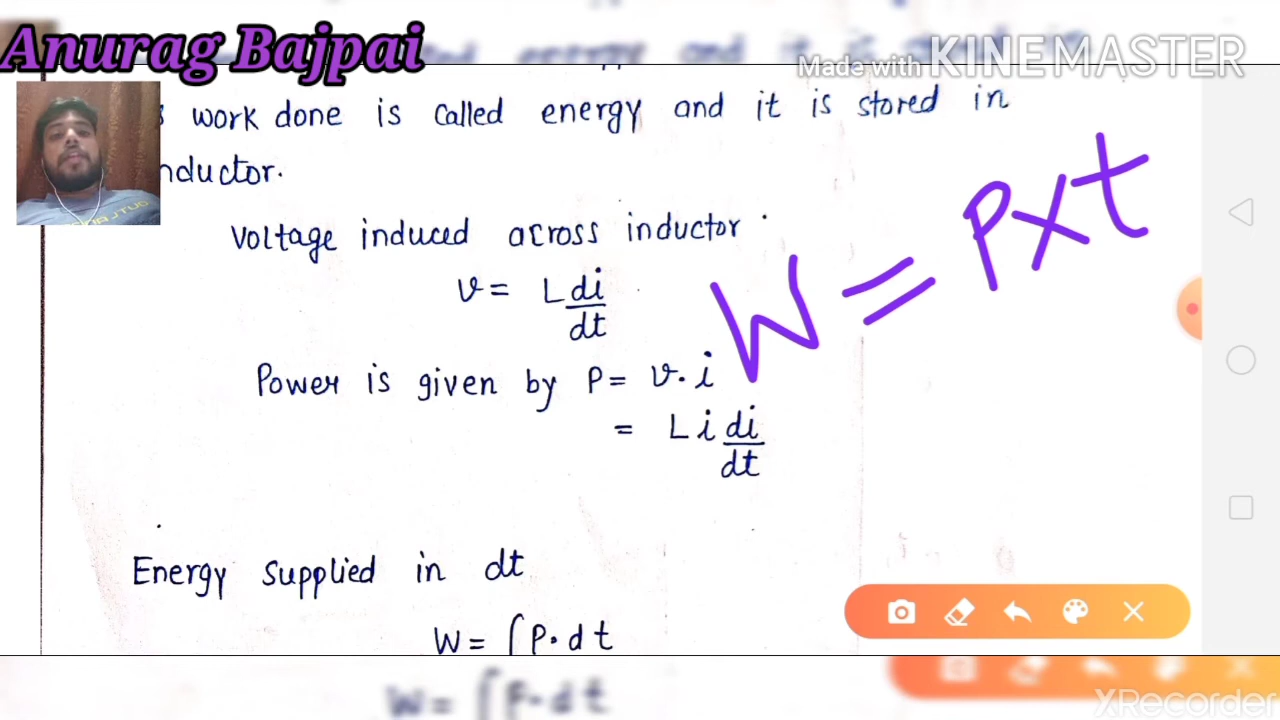 Anurag Bajpai
Made with KINEMASTER
work done is called energy and it is stored in
nductor.
Voltage induced across inductor
v = L di/dt
W = P x t
Power is given by P = v. i
= L i di/dt
Energy supplied in dt
W = ∫ P. dt
W = ∫ P. dt
XRecorder